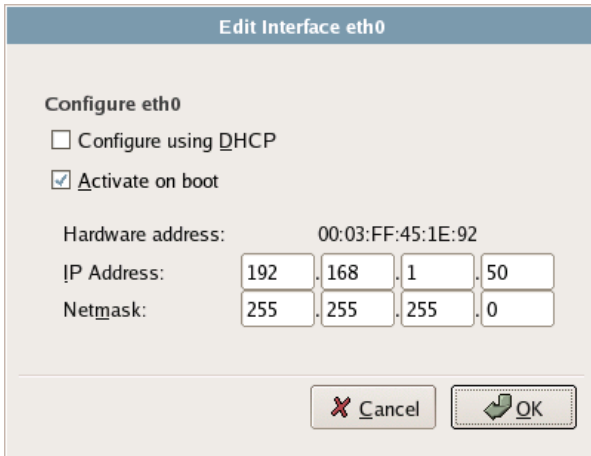 Edit Interface eth0
Configure eth0
Configure using DHCP
Activate on boot
Hardware address: 00:03:FF:45:1E:92
IP Address: 192 . 168 . 1 . 50
Netmask: 255 . 255 . 255 . 0
Cancel OK